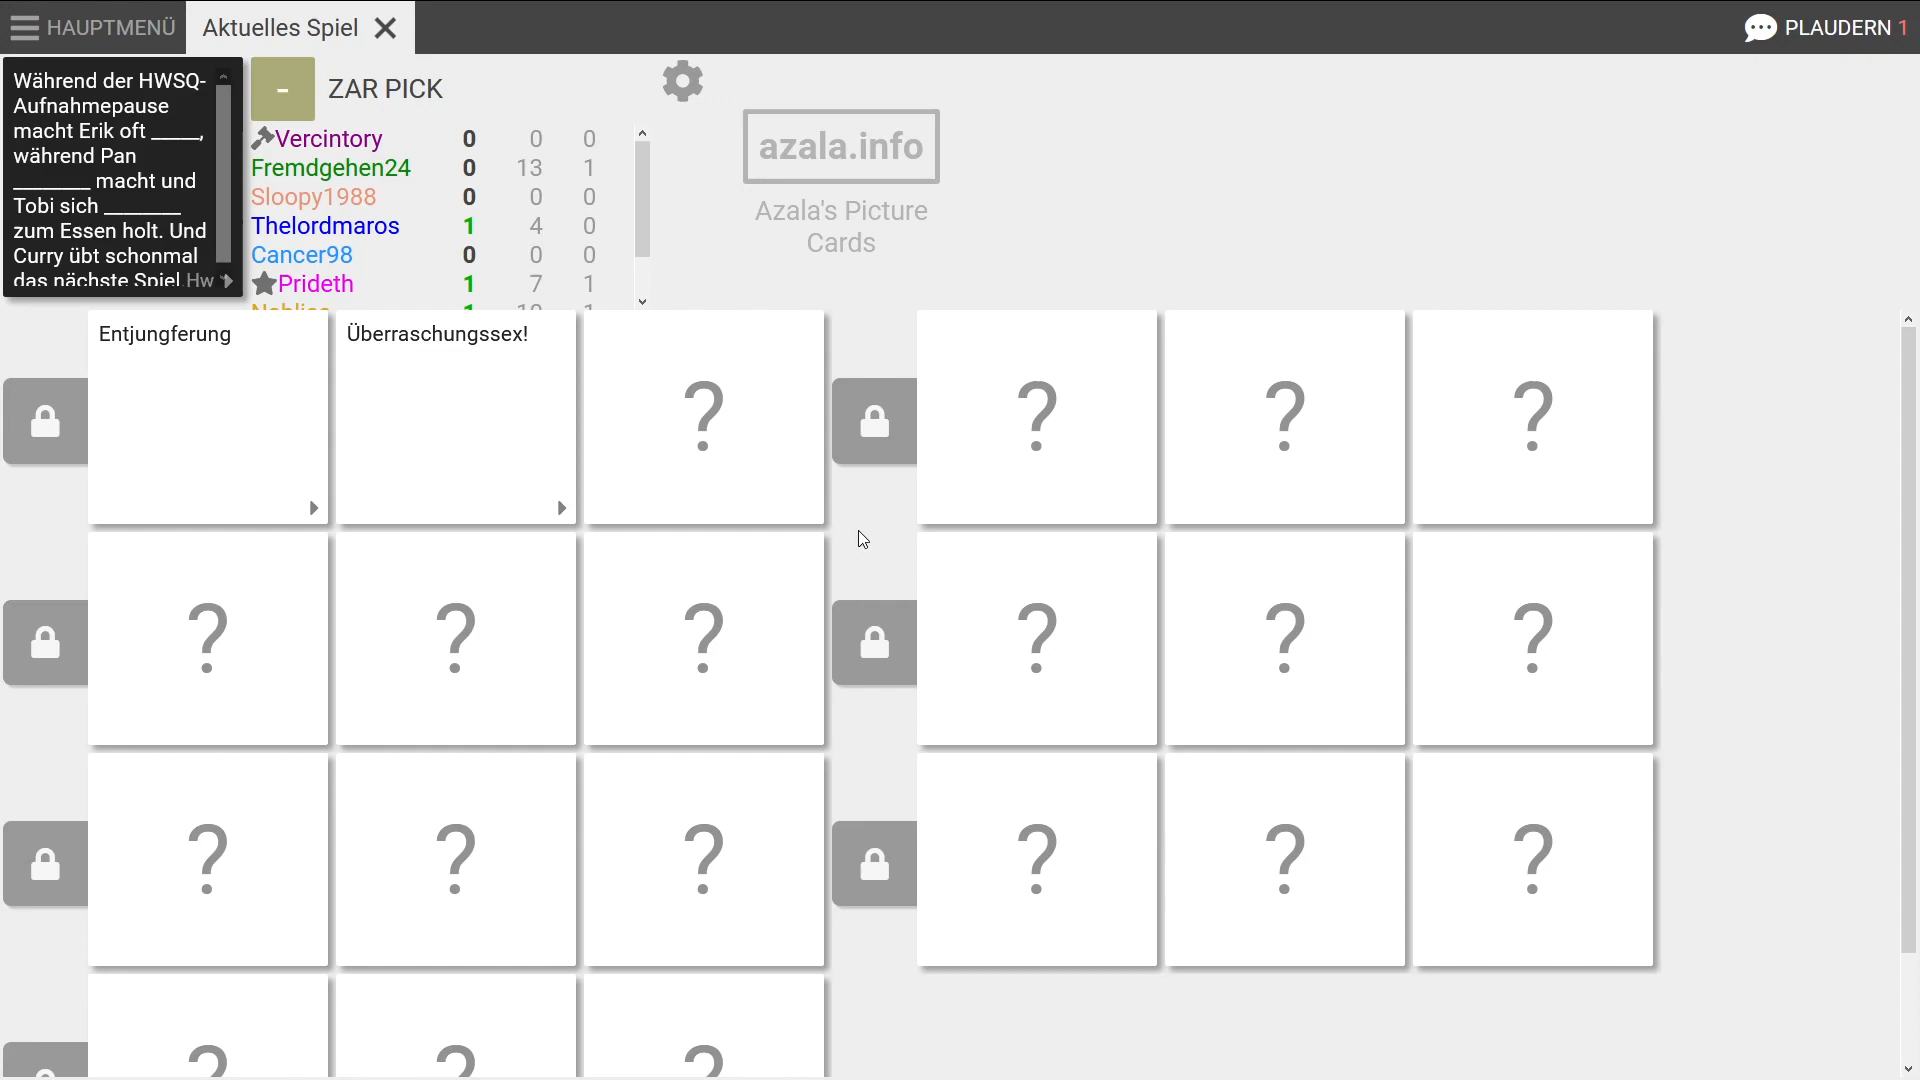 HAUPTMENÜ
Aktuelles Spiel
PLAUDERN 1
Während der HWSQ-
Aufnahmepause
macht Erik oft _____,
während Pan
_______ macht und
Tobi sich _______
zum Essen holt. Und
Curry übt schonmal
das nächste Spiel
Hw
-
ZAR PICK
Vercintory 0 0 0
Fremdgehen24 0 13 1
Sloopy1988 0 0 0
Thelordmaros 1 4 0
Cancer98 0 0 0
Prideth 1 7 1
azala.info
Azala's Picture
Cards
Entjungferung
Überraschungssex!
? ? ? ?
? ? ? ? ? ?
? ? ? ? ? ?
? ? ?